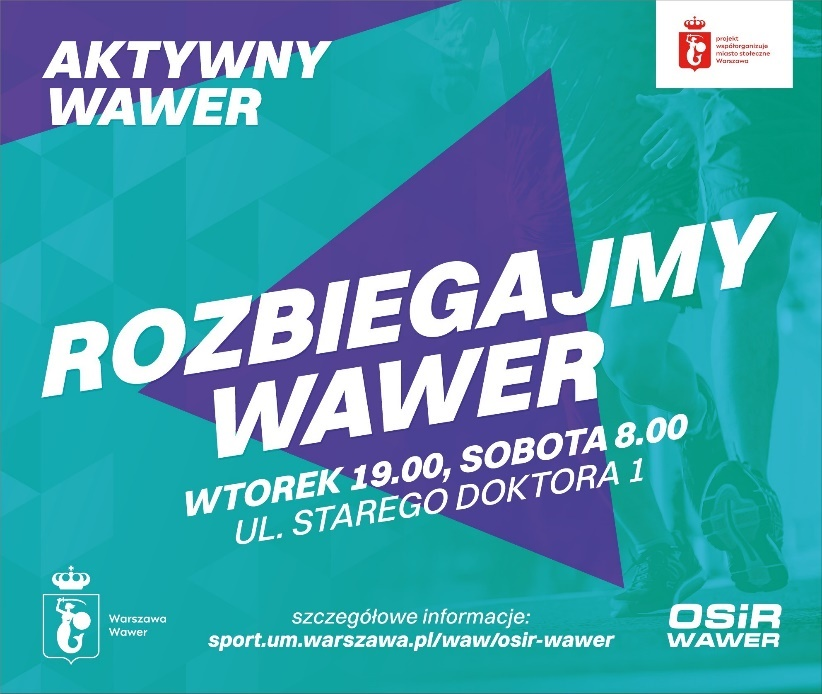 AKTYWNY
WAWER
projekt
współorganizuje
miasto stołeczne
Warszawa
ROZBIEGAJMY
WAWER
WTOREK 19.00, SOBOTA 8.00
UL. STAREGO DOKTORA 1
Warszawa
Wawer
szczegółowe informacje:
sport.um.warszawa.pl/waw/osir-wawer
OSiR
WAWER